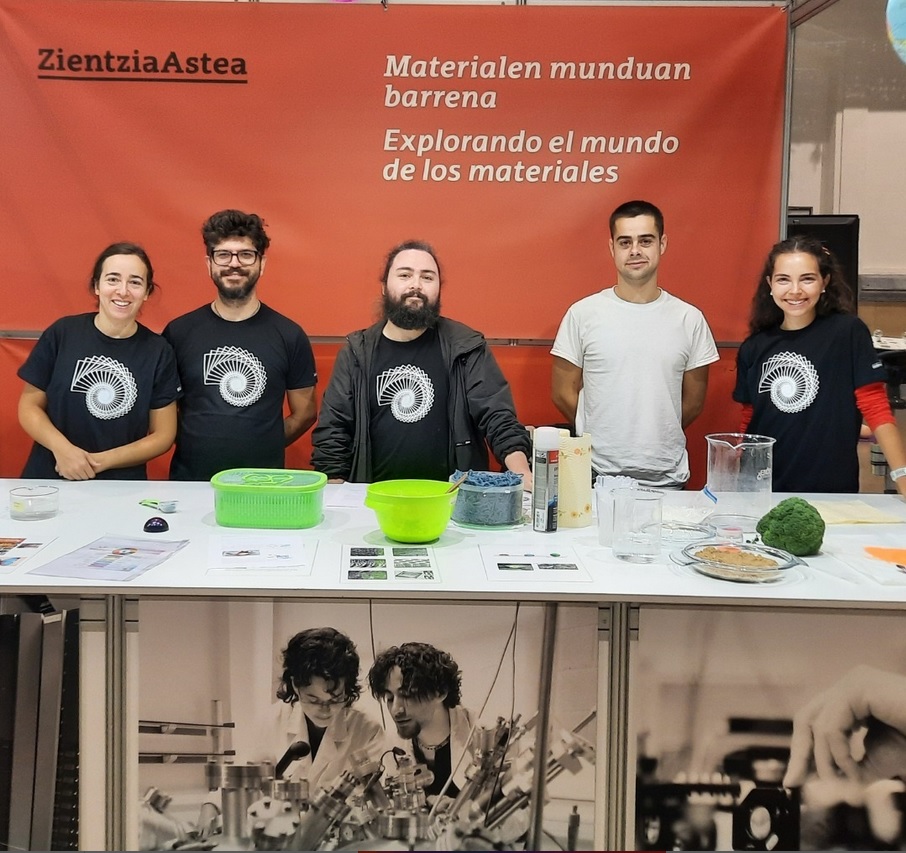 ZientziaAstea
Materialen munduan
barrena
Explorando el mundo
de los materiales